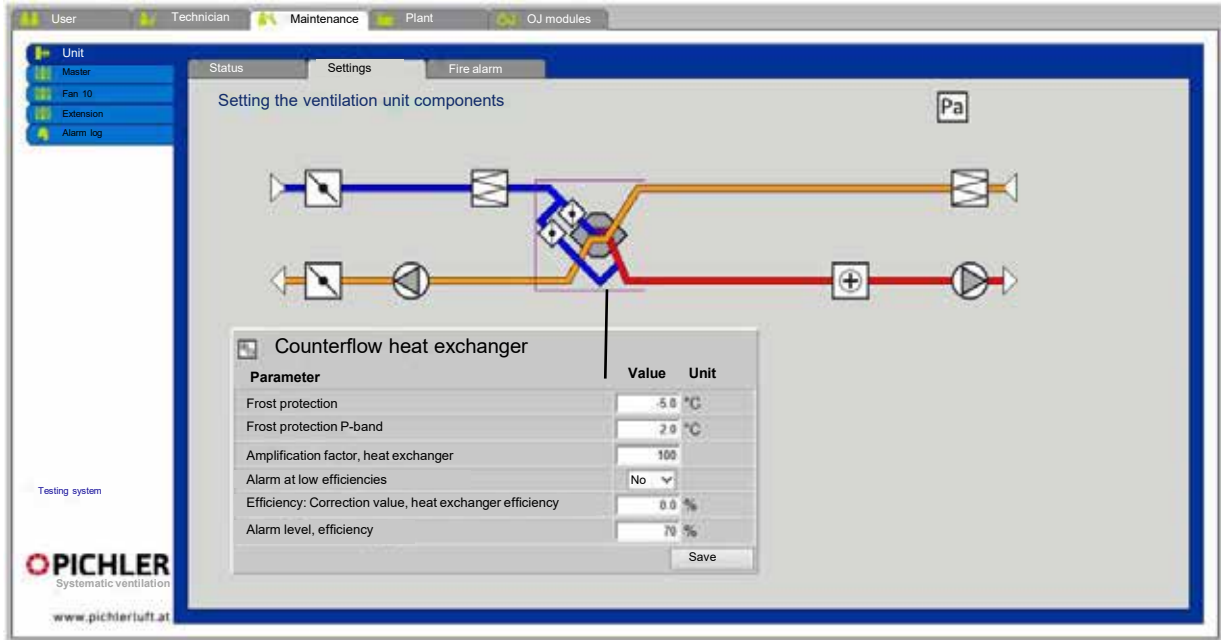 User Technician Maintenance Plant OJ modules
Unit
Master
Fan 10
Extension
Alarm log
Status Settings Fire alarm
Setting the ventilation unit components
Pa
Counterflow heat exchanger
Parameter Value Unit
Frost protection -5.0 °C
Frost protection P-band 2.0 °C
Amplification factor, heat exchanger 100
Alarm at low efficiencies No
Efficiency: Correction value, heat exchanger efficiency 0.0 %
Alarm level, efficiency 70 %
Save
Testing system
PICHLER
Systematic ventilation
www.pichlerluft.at